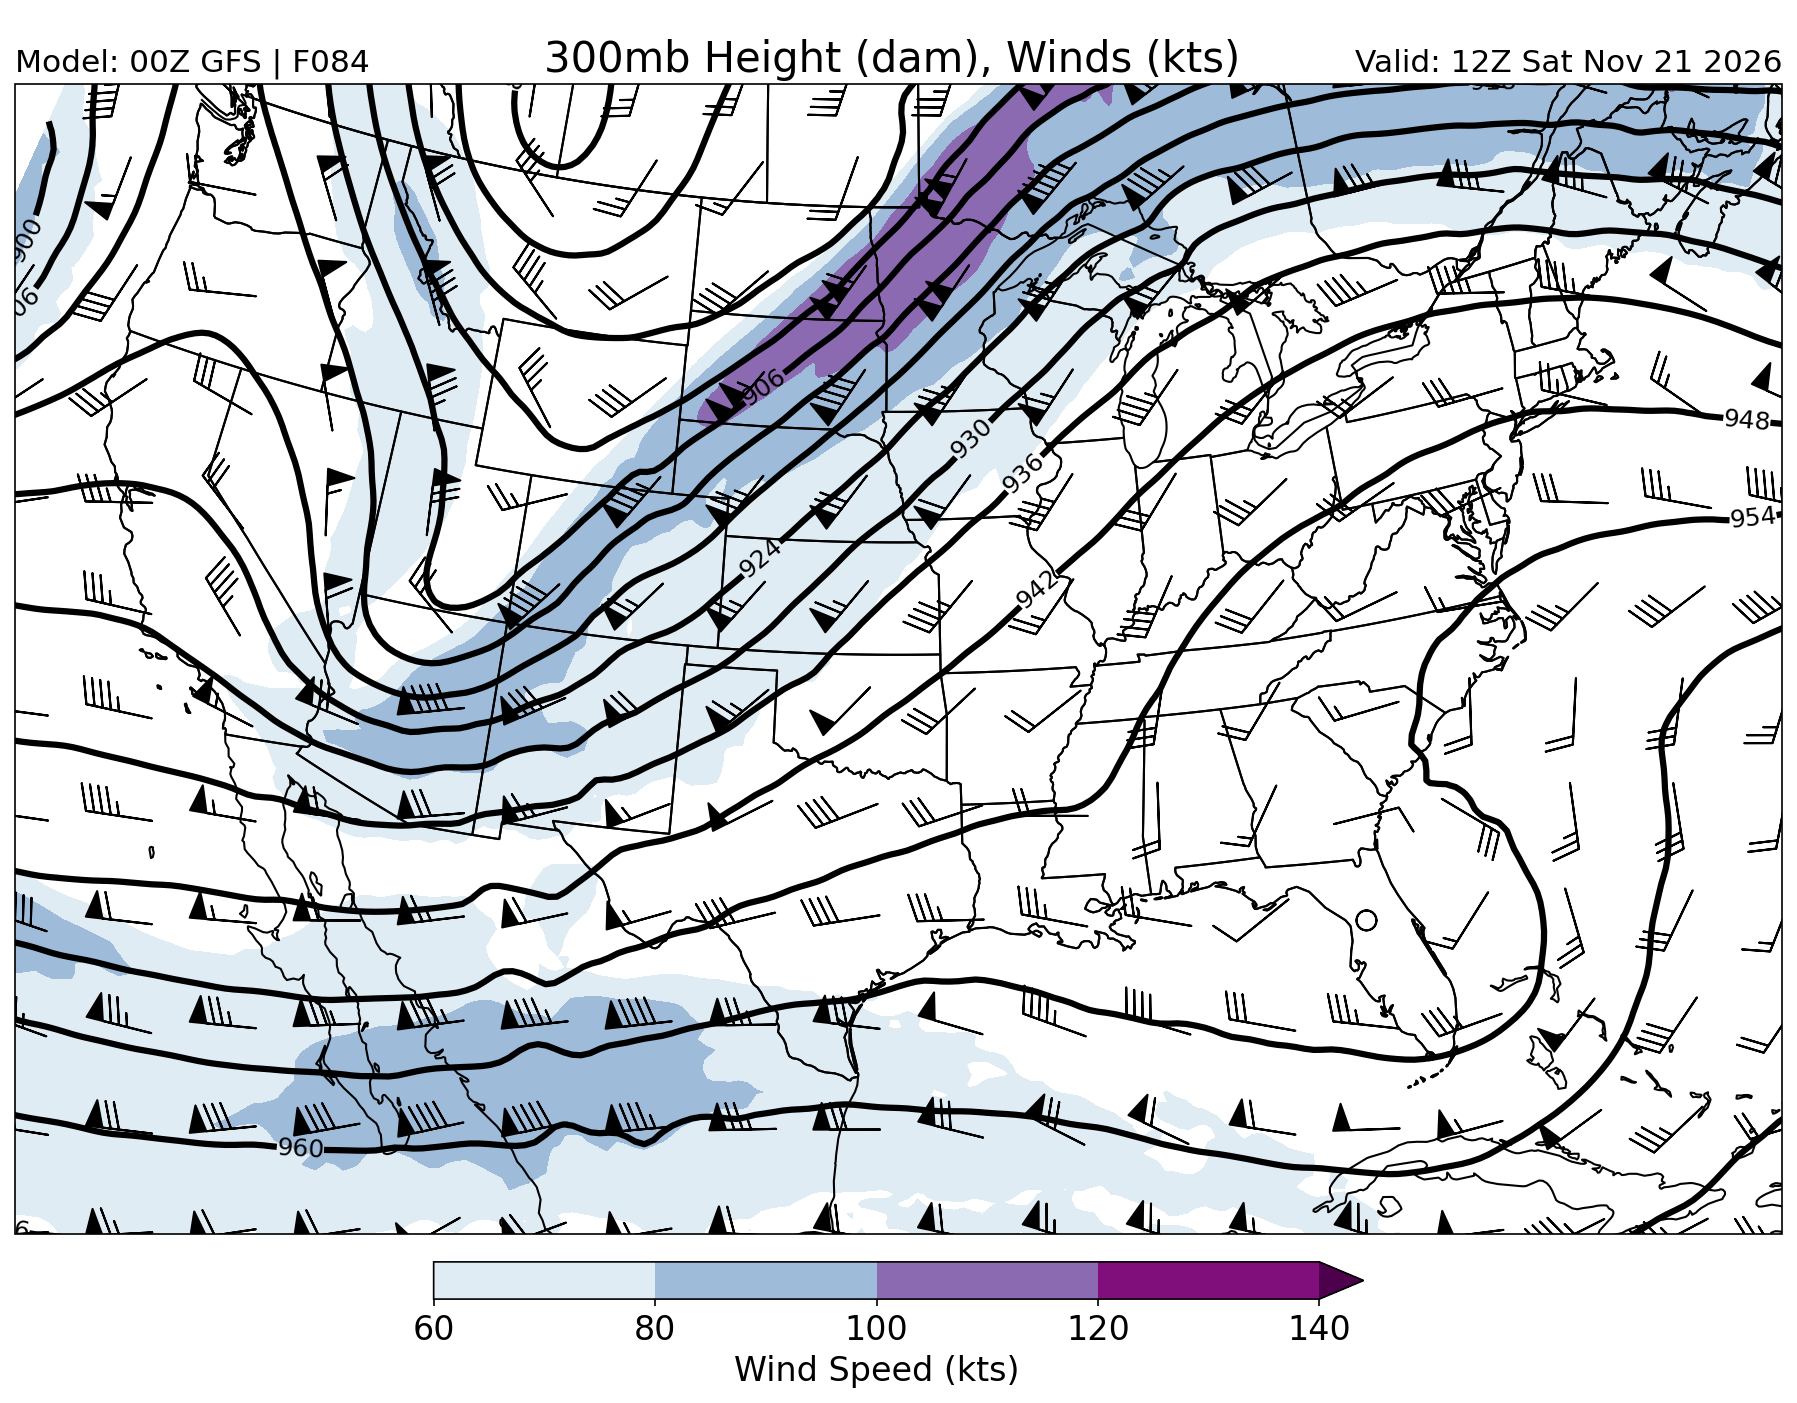 Model: 00Z GFS | F084
300mb Height (dam), Winds (kts)
Valid: 12Z Sat Nov 21 2026
900
906
930
936
948
954
924
942
960
60 80 100 120 140
Wind Speed (kts)